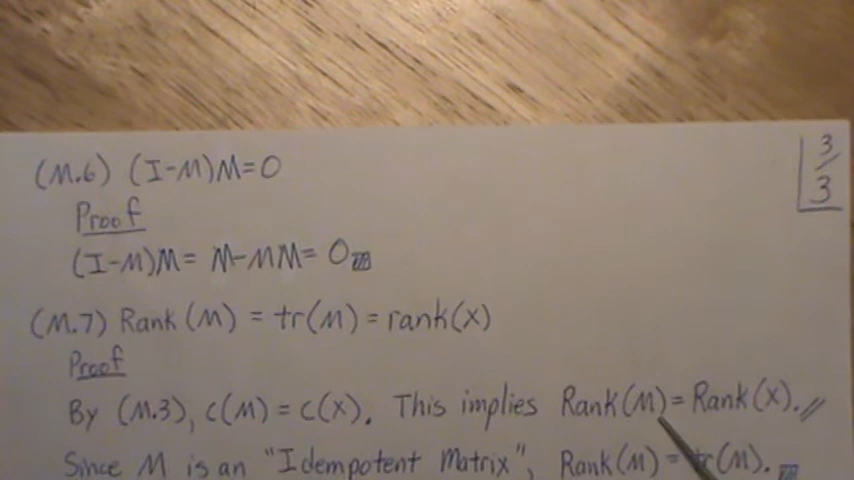 3/3
(M.6) (I-M)M=0
Proof
(I-M)M= M-MM= 0
(M.7) Rank(M) = tr(M) = rank(X)
Proof
By (M.3), C(M) = C(X). This implies Rank(M) = Rank(X). //
Since M is an "Idempotent Matrix", Rank(M) = tr(M).